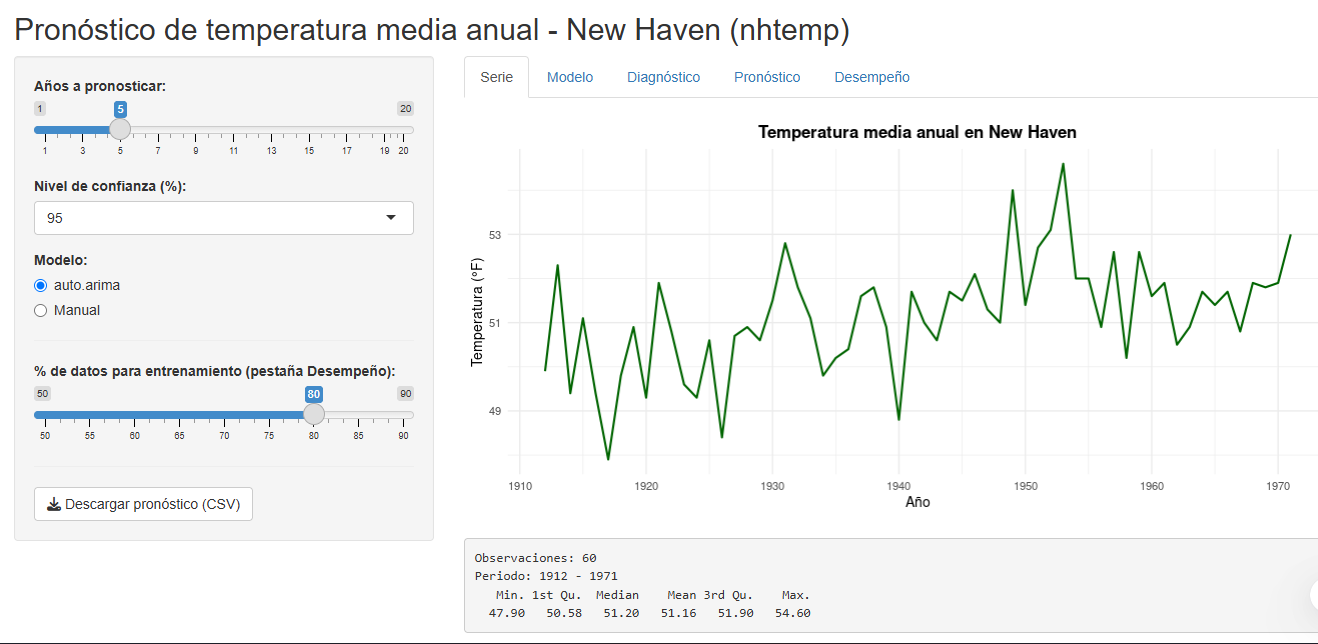 Pronóstico de temperatura media anual - New Haven (nhtemp)
Años a pronosticar:
1 5 20
1 3 5 7 9 11 13 15 17 19 20
Nivel de confianza (%):
95
Modelo:
auto.arima
Manual
% de datos para entrenamiento (pestaña Desempeño):
50 80 90
50 55 60 65 70 75 80 85 90
Descargar pronóstico (CSV)
Serie Modelo Diagnóstico Pronóstico Desempeño
Temperatura media anual en New Haven
Temperatura (°F)
53
51
49
1910 1920 1930 1940 1950 1960 1970
Año
Observaciones: 60
Periodo: 1912 - 1971
Min. 1st Qu. Median Mean 3rd Qu. Max.
47.90 50.58 51.20 51.16 51.90 54.60